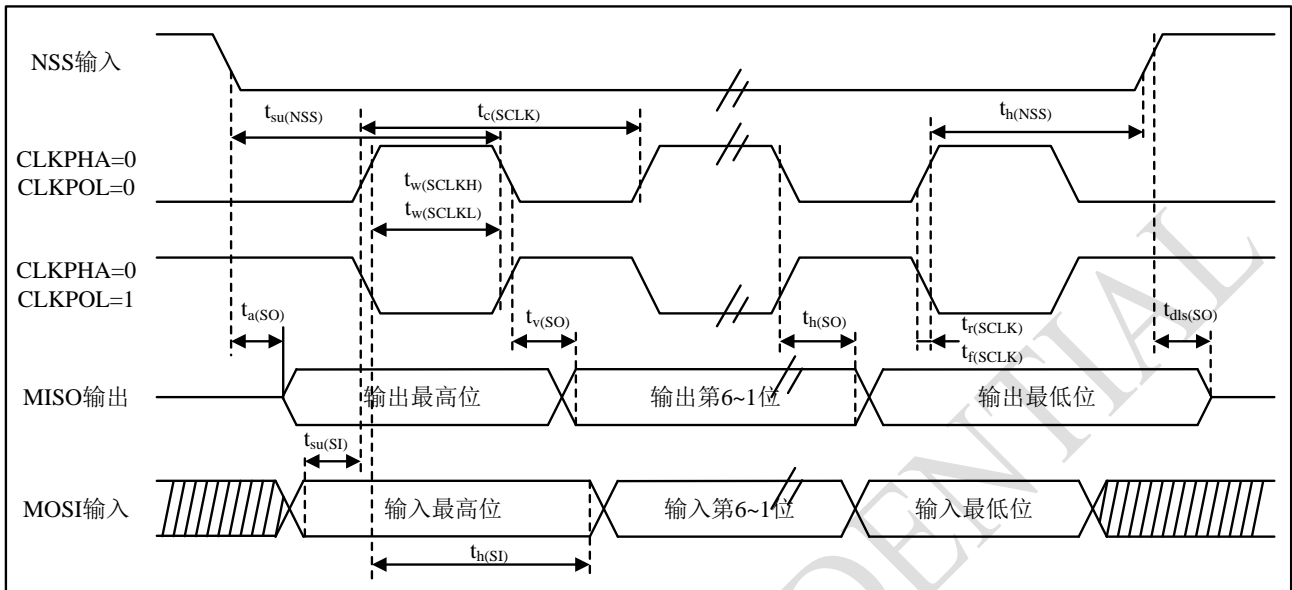 NSS输入
tsu(NSS)
tc(SCLK)
th(NSS)
CLKPHA=0
CLKPOL=0
tw(SCLKH)
tw(SCLKL)
CLKPHA=0
CLKPOL=1
ta(SO)
tv(SO)
th(SO)
tr(SCLK)
tf(SCLK)
tdls(SO)
MISO输出
输出最高位
输出第6~1位
输出最低位
tsu(SI)
MOSI输入
输入最高位
输入第6~1位
输入最低位
th(SI)
DENTIAL